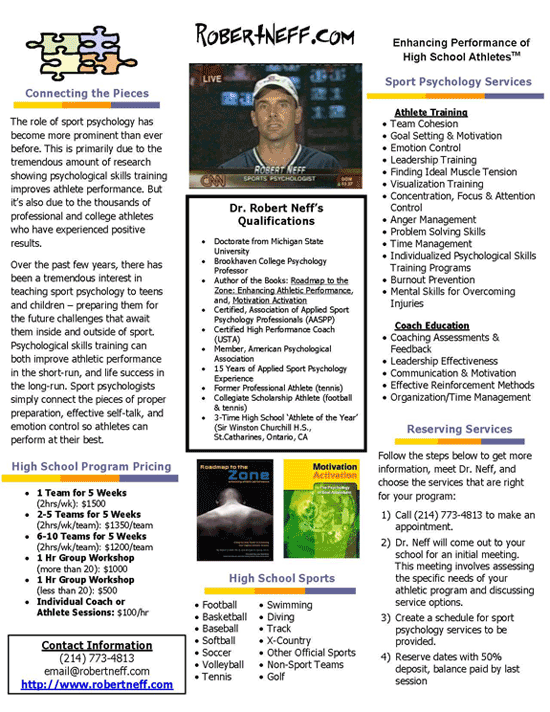 Connecting the Pieces
The role of sport psychology has
become more prominent than ever
before. This is primarily due to the
tremendous amount of research
showing psychological skills training
improves athlete performance. But
it's also due to the thousands of
professional and college athletes
who have experienced positive
results.
Over the past few years, there has
been a tremendous interest in
teaching sport psychology to teens
and children – preparing them for
the future challenges that await
them inside and outside of sport.
Psychological skills training can
both improve athletic performance
in the short-run, and life success in
the long-run. Sport psychologists
simply connect the pieces of proper
preparation, effective self-talk, and
emotion control so athletes can
perform at their best.
High School Program Pricing
• 1 Team for 5 Weeks
(2hrs/wk): $1500
• 2-5 Teams for 5 Weeks
(2hrs/wk/team): $1350/team
• 6-10 Teams for 5 Weeks
(2hrs/wk/team): $1200/team
• 1 Hr Group Workshop
(more than 20): $1000
• 1 Hr Group Workshop
(less than 20): $500
• Individual Coach or
Athlete Sessions: $100/hr
Contact Information
(214) 773-4813
email@robertneff.com
http://www.robertneff.com
ROBERTNEFF.COM
LIVE
ROBERT NEFF
CNN SPORTS PSYCHOLOGIST
Dr. Robert Neff's
Qualifications
• Doctorate from Michigan State
University
• Brookhaven College Psychology
Professor
• Author of the Books: Roadmap to the
Zone: Enhancing Athletic Performance,
and, Motivation Activation
• Certified, Association of Applied Sport
Psychology Professionals (AASPP)
• Certified High Performance Coach
(USTA)
• Member, American Psychological
Association
• 15 Years of Applied Sport Psychology
Experience
• Former Professional Athlete (tennis)
• Collegiate Scholarship Athlete (football
& tennis)
• 3-Time High School 'Athlete of the Year'
(Sir Winston Churchill H.S.,
St.Catharines, Ontario, CA
Roadmap to the
Zone
Motivation
Activation
High School Sports
• Football
• Basketball
• Baseball
• Softball
• Soccer
• Volleyball
• Tennis
• Swimming
• Diving
• Track
• X-Country
• Other Official Sports
• Non-Sport Teams
• Golf
Enhancing Performance of
High School Athletes™
Sport Psychology Services
Athlete Training
• Team Cohesion
• Goal Setting & Motivation
• Emotion Control
• Leadership Training
• Finding Ideal Muscle Tension
• Visualization Training
• Concentration, Focus & Attention
Control
• Anger Management
• Problem Solving Skills
• Time Management
• Individualized Psychological Skills
Training Programs
• Burnout Prevention
• Mental Skills for Overcoming
Injuries
Coach Education
• Coaching Assessments &
Feedback
• Leadership Effectiveness
• Communication & Motivation
• Effective Reinforcement Methods
• Organization/Time Management
Reserving Services
Follow the steps below to get more
information, meet Dr. Neff, and
choose the services that are right
for your program:
1) Call (214) 773-4813 to make an
appointment.
2) Dr. Neff will come out to your
school for an initial meeting.
This meeting involves assessing
the specific needs of your
athletic program and discussing
service options.
3) Create a schedule for sport
psychology services to be
provided.
4) Reserve dates with 50%
deposit, balance paid by last
session